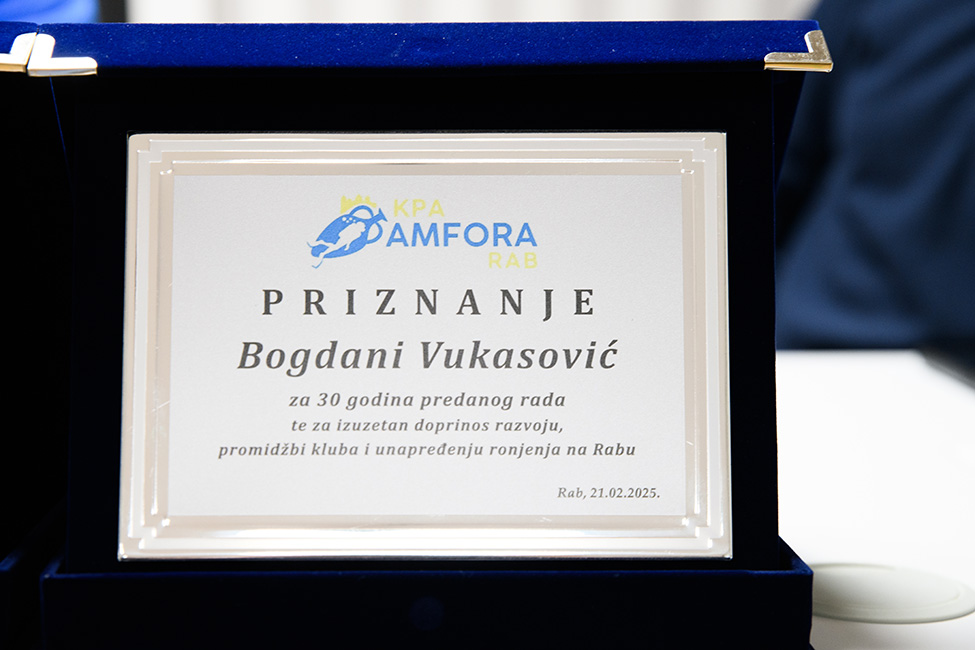 KPA
AMFORA
RAB
PRIZNANJE
Bogdani Vukasović
za 30 godina predanog rada
te za izuzetan doprinos razvoju,
promidžbi kluba i unapređenju ronjenja na Rabu
Rab, 21.02.2025.